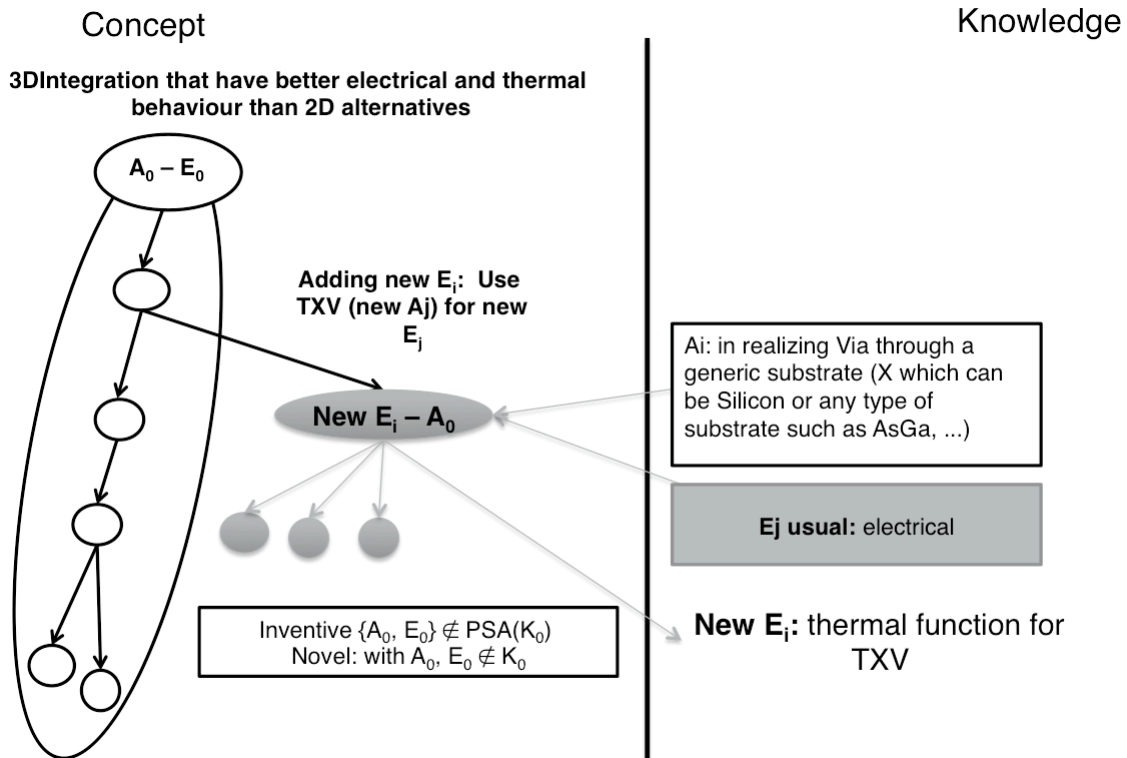 Concept
Knowledge
3DIntegration that have better electrical and thermal
behaviour than 2D alternatives
A₀ – E₀
Adding new Eᵢ: Use
TXV (new Aj) for new
Eⱼ
New Eᵢ – A₀
Ai: in realizing Via through a
generic substrate (X which can
be Silicon or any type of
substrate such as AsGa, ...)
Ej usual: electrical
New Eᵢ: thermal function for
TXV
Inventive {A₀, E₀} ∉ PSA(K₀)
Novel: with A₀, E₀ ∉ K₀